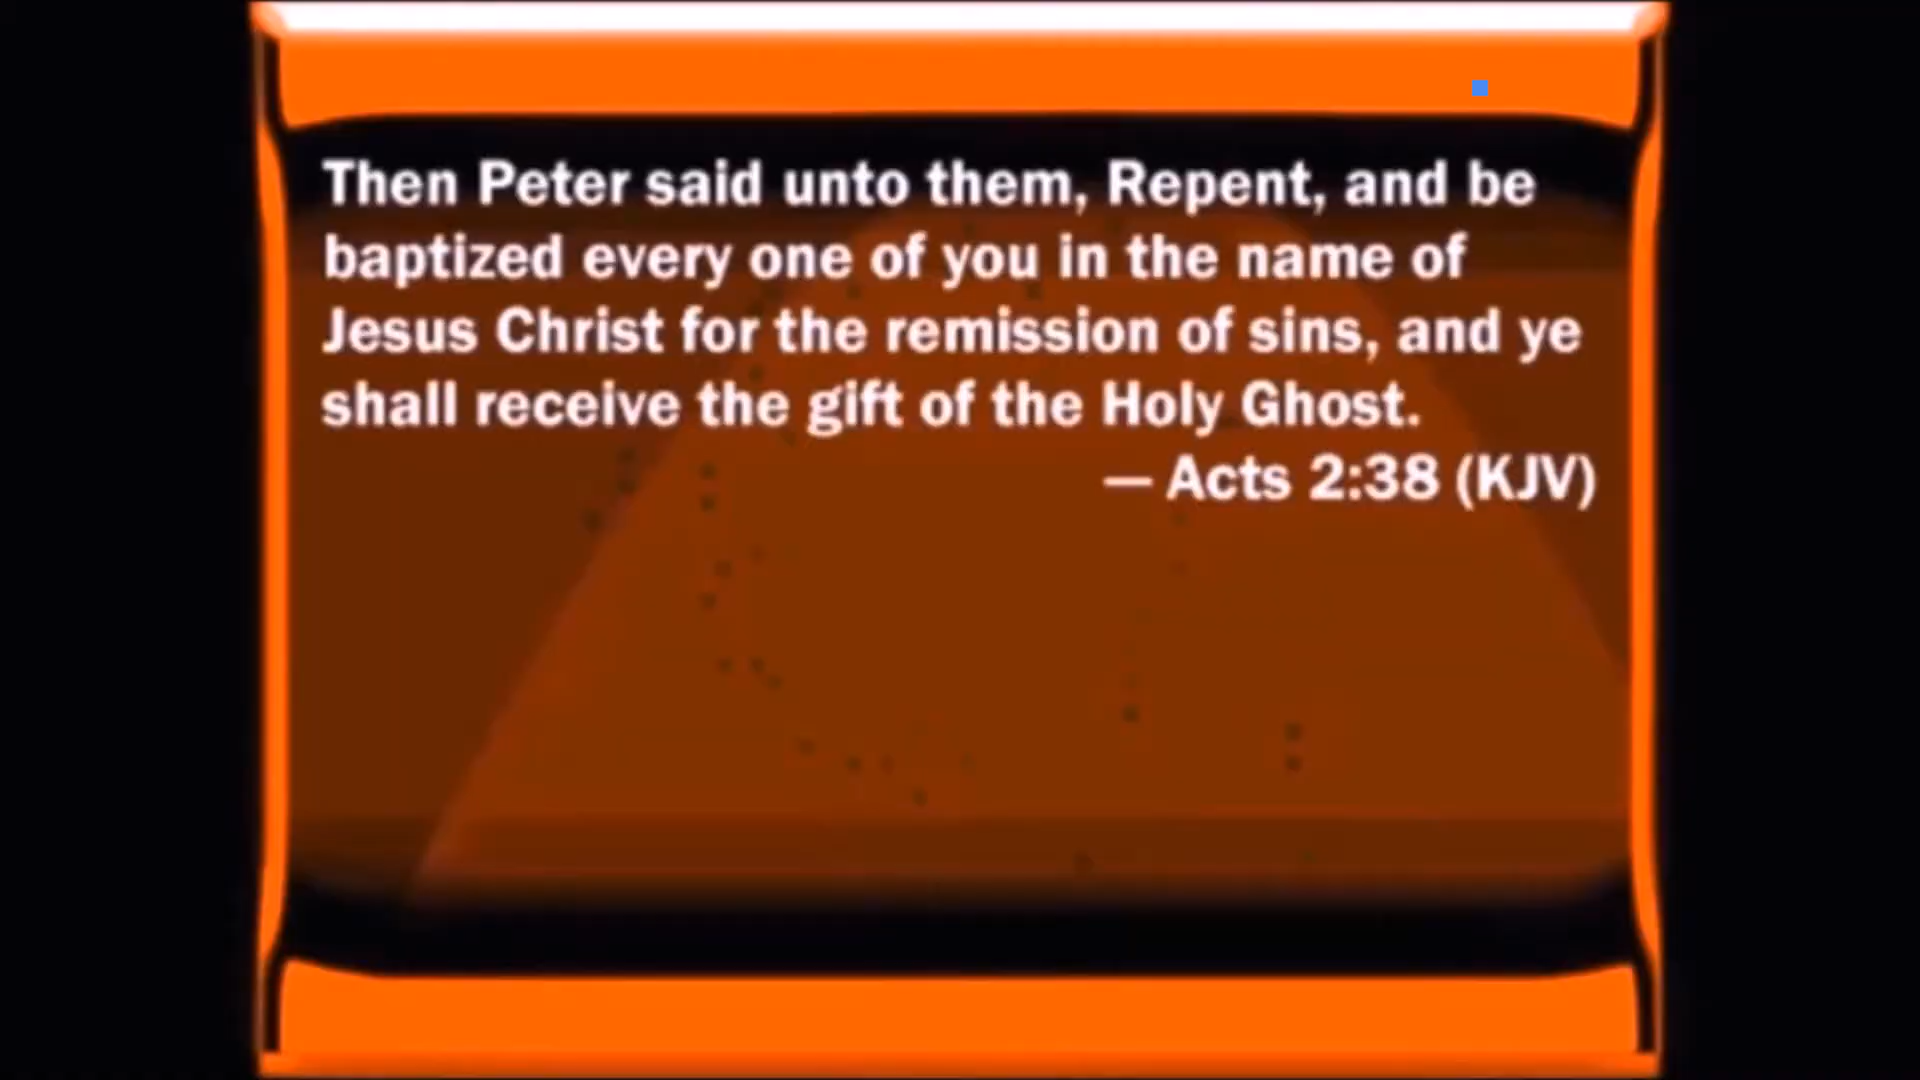 Then Peter said unto them, Repent, and be
baptized every one of you in the name of
Jesus Christ for the remission of sins, and ye
shall receive the gift of the Holy Ghost.
— Acts 2:38 (KJV)